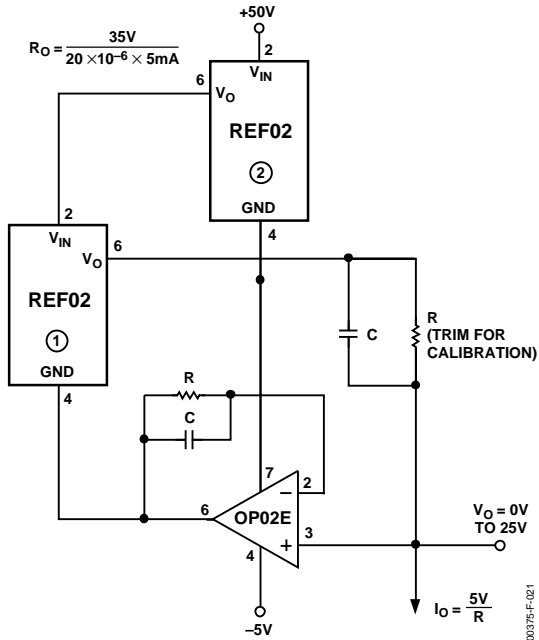 +50V
R_O = 35V / 20 ×10–6 × 5mA
2
V_IN
6
V_O
REF02
2
GND
4
2
V_IN
V_O
6
REF02
1
GND
4
R
C
C
R
(TRIM FOR
CALIBRATION)
7
2
–
6
OP02E
+
3
4
V_O = 0V
TO 25V
–5V
I_O = 5V / R
00375-F-021